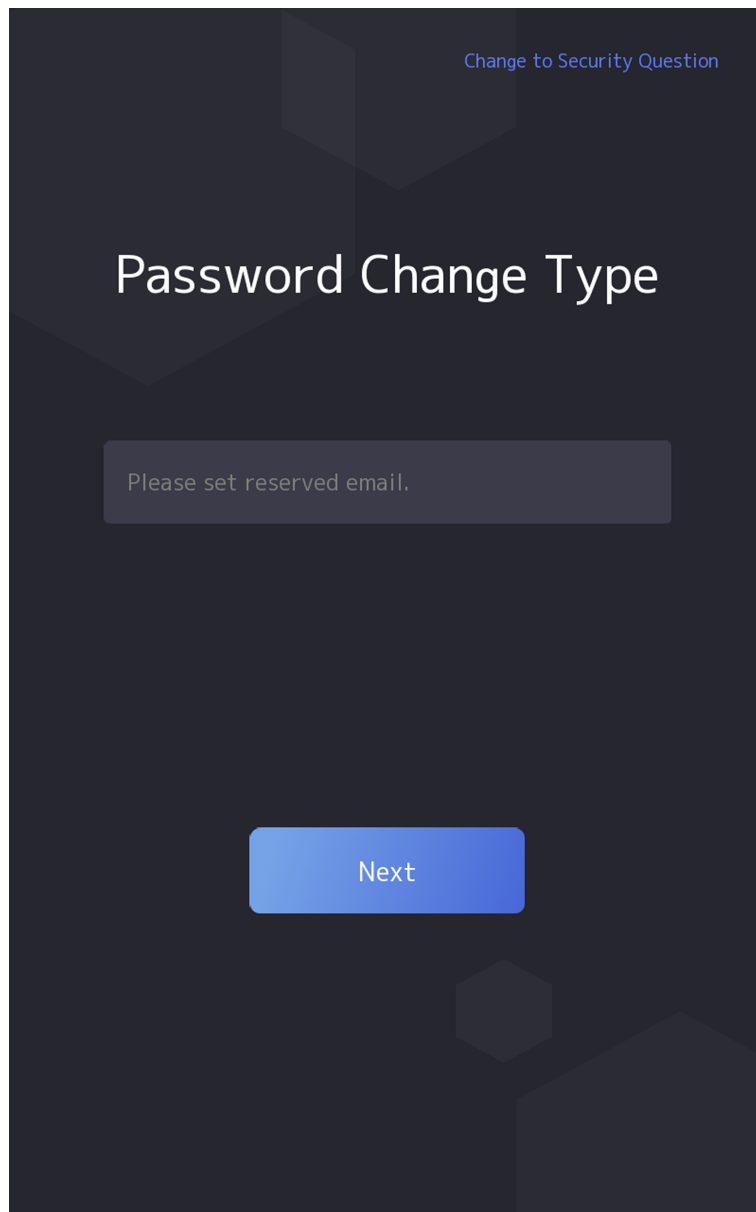 Change to Security Question
Password Change Type
Please set reserved email.
Next